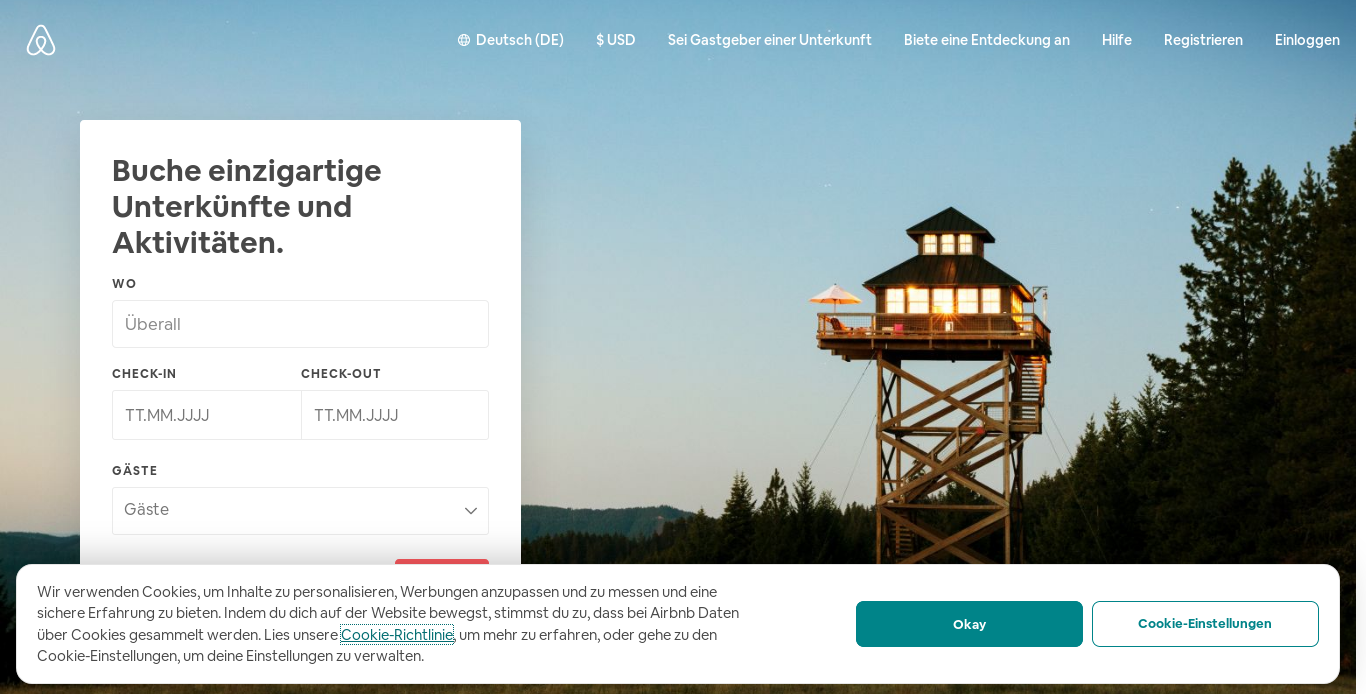 Deutsch (DE)
$ USD
Sei Gastgeber einer Unterkunft
Biete eine Entdeckung an
Hilfe
Registrieren
Einloggen
Buche einzigartige
Unterkünfte und
Aktivitäten.
WO
Überall
CHECK-IN
CHECK-OUT
TT.MM.JJJJ
TT.MM.JJJJ
GÄSTE
Gäste
Wir verwenden Cookies, um Inhalte zu personalisieren, Werbungen anzupassen und zu messen und eine
sichere Erfahrung zu bieten. Indem du dich auf der Website bewegst, stimmst du zu, dass bei Airbnb Daten
über Cookies gesammelt werden. Lies unsere Cookie-Richtlinie, um mehr zu erfahren, oder gehe zu den
Cookie-Einstellungen, um deine Einstellungen zu verwalten.
Okay
Cookie-Einstellungen